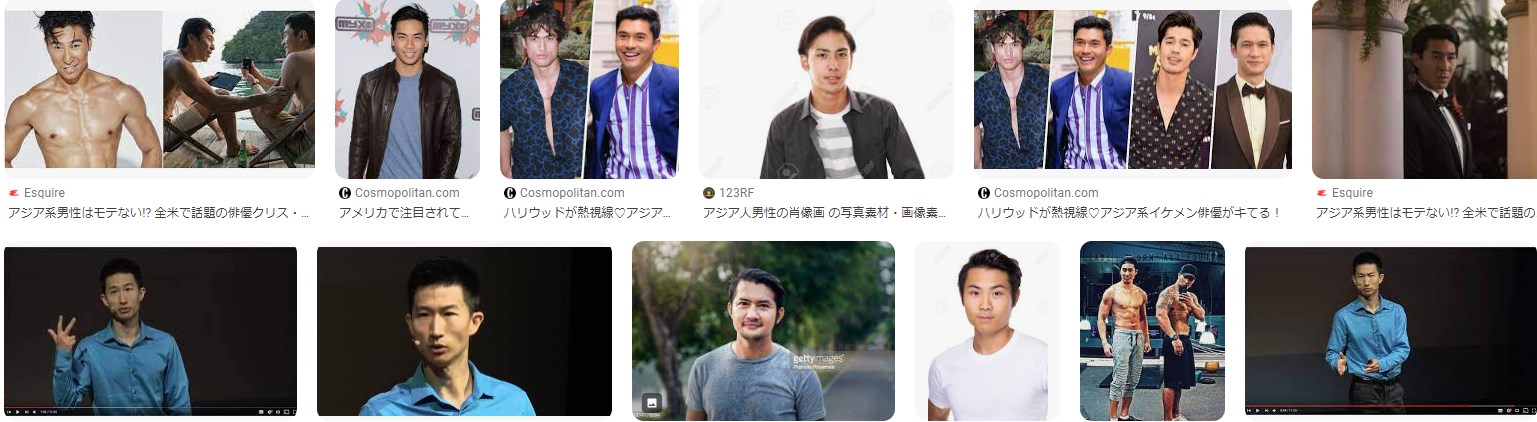 myx
Esquire
アジア系男性はモテない!? 全米で話題の俳優クリス・...
Cosmopolitan.com
アメリカで注目されて...
Cosmopolitan.com
ハリウッドが熱視線♡アジア...
123RF
アジア人男性の肖像画 の写真素材・画像素...
Cosmopolitan.com
ハリウッドが熱視線♡アジア系イケメン俳優がキてる！
Esquire
アジア系男性はモテない!? 全米で話題の
gettyimages